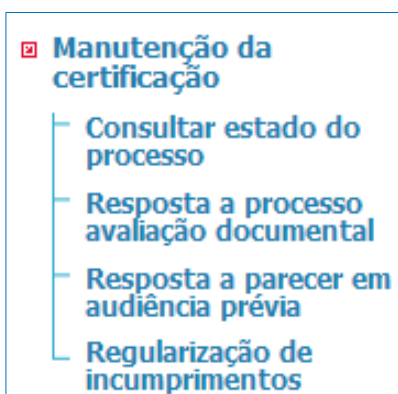 Manutenção da
certificação
Consultar estado do
processo
Resposta a processo
avaliação documental
Resposta a parecer em
audiência prévia
Regularização de
incumprimentos